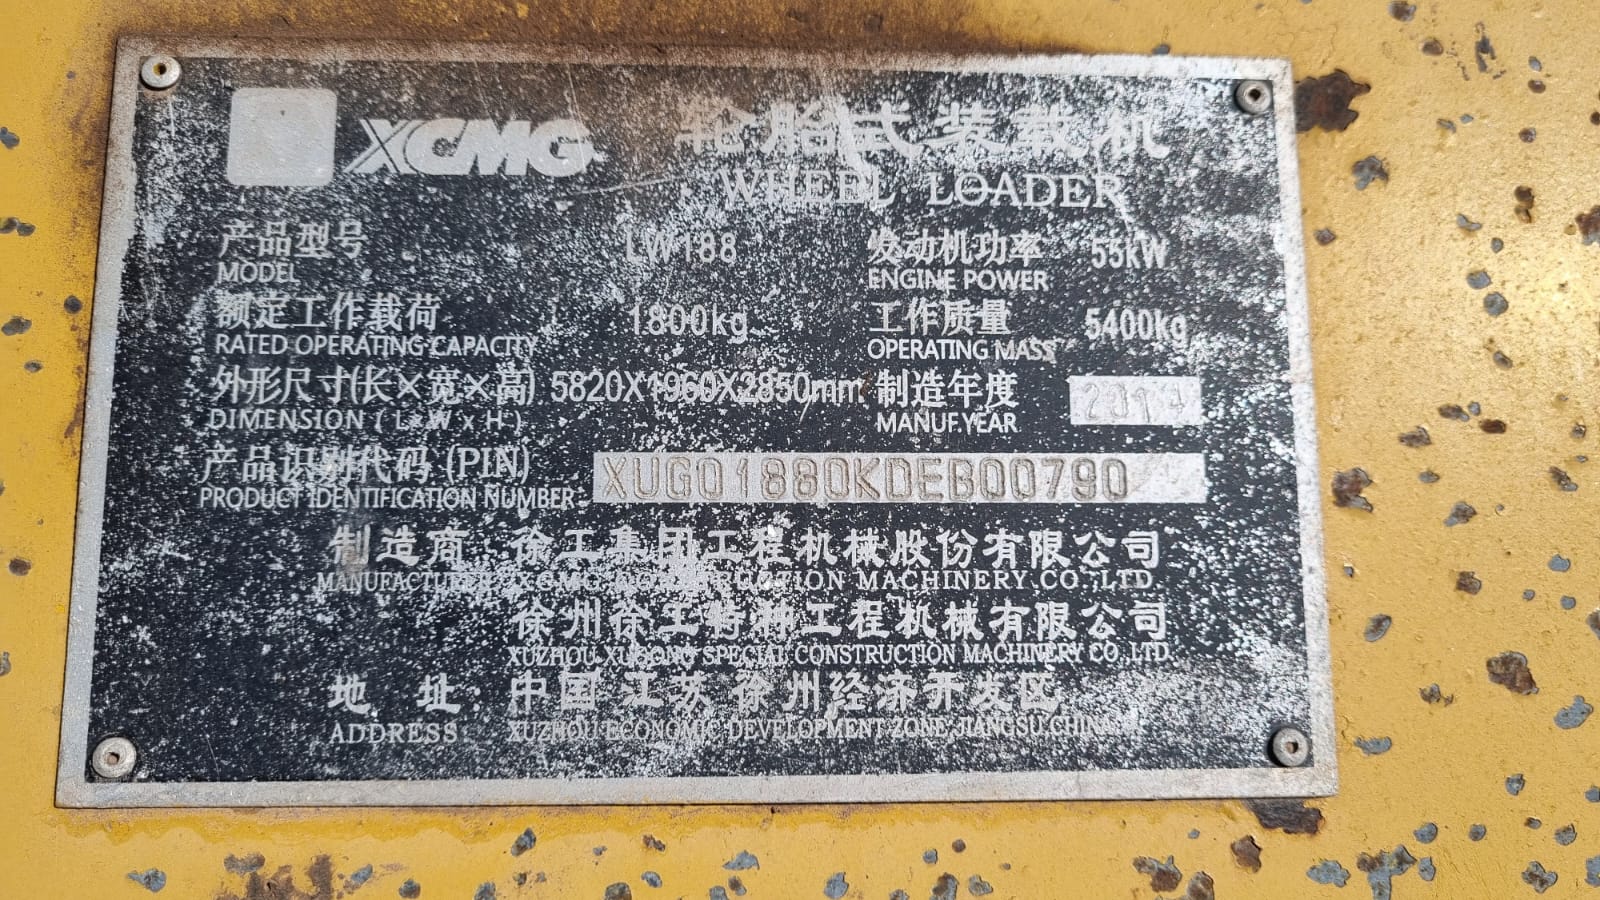 XCMG 轮胎式装载机
WHEEL LOADER
产品型号 LW188 发动机功率 55kW
MODEL ENGINE POWER
额定工作载荷 1800kg 工作质量 5400kg
RATED OPERATING CAPACITY OPERATING MASS
外形尺寸(长×宽×高) 5820X1960X2850mm 制造年度 2014
DIMENSION ( L x W x H ) MANUF.YEAR
产品识别代码 (PIN) XUG01880KDEB00790
PRODUCT IDENTIFICATION NUMBER
制造商 徐工集团工程机械股份有限公司
MANUFACTURER XCMG CONSTRUCTION MACHINERY CO.,LTD.
徐州徐工特种工程机械有限公司
XUZHOU XUGONG SPECIAL CONSTRUCTION MACHINERY CO.,LTD.
地 址: 中国江苏徐州经济开发区
ADDRESS: XUZHOU ECONOMIC DEVELOPMENT ZONE,JIANGSU,CHINA